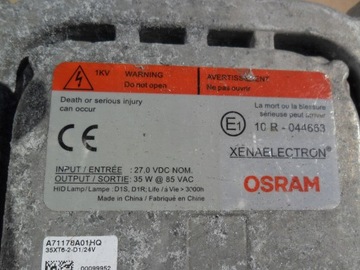 1KV
WARNING
Do not open!
AVERTISSEMENT
Ne pas ouvrir
Death or serious injury
can occur
La mort ou la blessure
sérieuse peut arriver
CE
E1
10 R - 044663
XENAELECTRON®
INPUT / ENTRÉE : 27.0 VDC NOM.
OUTPUT / SORTIE: 35 W @ 85 VAC
HID Lamp / Lampe : D1S, D1R; Life / a Vie > 3000h
Made in China / Fabriqué en Chine
OSRAM
A71178A01HQ
35XT6-2-D1/24V
D0099952